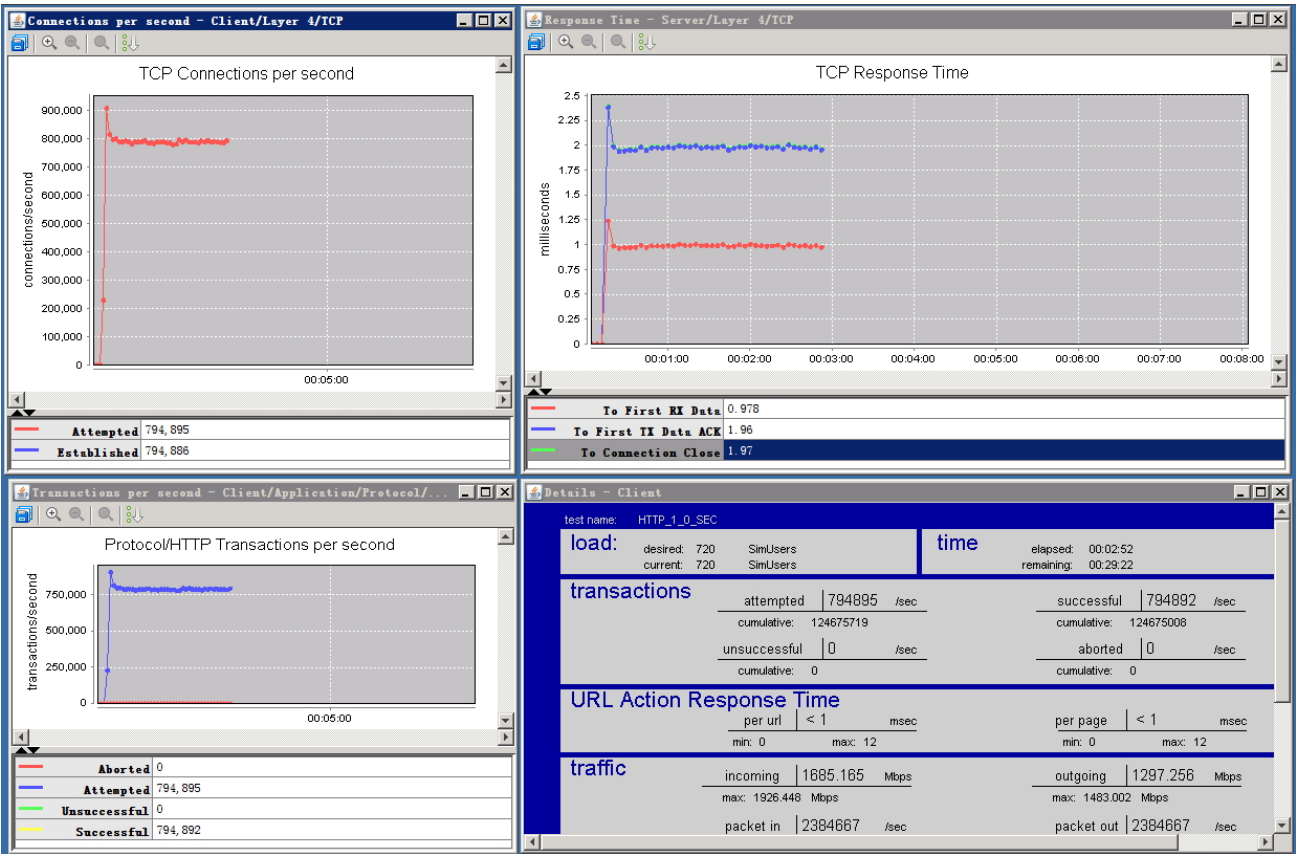 Connections per second - Client/Layer 4/TCP
TCP Connections per second
900,000
800,000
700,000
600,000
500,000
400,000
300,000
200,000
100,000
0
connections/second
00:05:00
Attempted 794,895
Established 794,886
Response Time - Server/Layer 4/TCP
TCP Response Time
2.5
2.25
2
1.75
1.5
1.25
1
0.75
0.5
0.25
0
milliseconds
00:01:00 00:02:00 00:03:00 00:04:00 00:05:00 00:06:00 00:07:00 00:08:00
To First RX Data 0.978
To First TX Data ACK 1.96
To Connection Close 1.97
Transactions per second - Client/Application/Protocol/...
Protocol/HTTP Transactions per second
750,000
500,000
250,000
0
transactions/second
00:05:00
Aborted 0
Attempted 794,895
Unsuccessful 0
Successful 794,892
Details - Client
test name: HTTP_1_0_SEC
load: desired: 720 SimUsers
current: 720 SimUsers
time elapsed: 00:02:52
remaining: 00:29:22
transactions
attempted 794895 /sec successful 794892 /sec
cumulative: 124675719 cumulative: 124675008
unsuccessful 0 /sec aborted 0 /sec
cumulative: 0 cumulative: 0
URL Action Response Time
per url < 1 msec per page < 1 msec
min: 0 max: 12 min: 0 max: 12
traffic
incoming 1685.165 Mbps outgoing 1297.256 Mbps
max: 1926.448 Mbps max: 1483.002 Mbps
packet in 2384667 /sec packet out 2384667 /sec